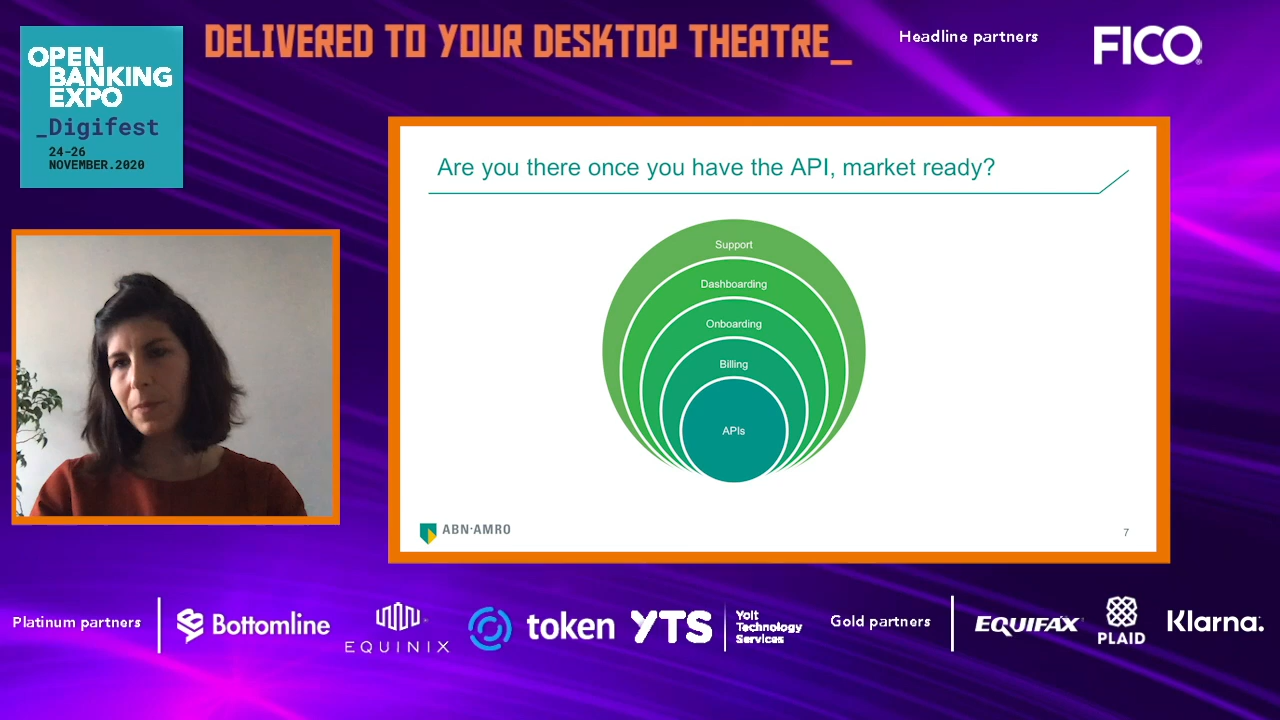 OPEN
BANKING
EXPO
_Digifest
24-26
NOVEMBER.2020
DELIVERED TO YOUR DESKTOP THEATRE_
Headline partners
FICO
Are you there once you have the API, market ready?
Support
Dashboarding
Onboarding
Billing
APIs
ABN·AMRO
7
Platinum partners
Bottomline
EQUINIX
token
YTS
Yolt
Technology
Services
Gold partners
EQUIFAX
PLAID
Klarna.